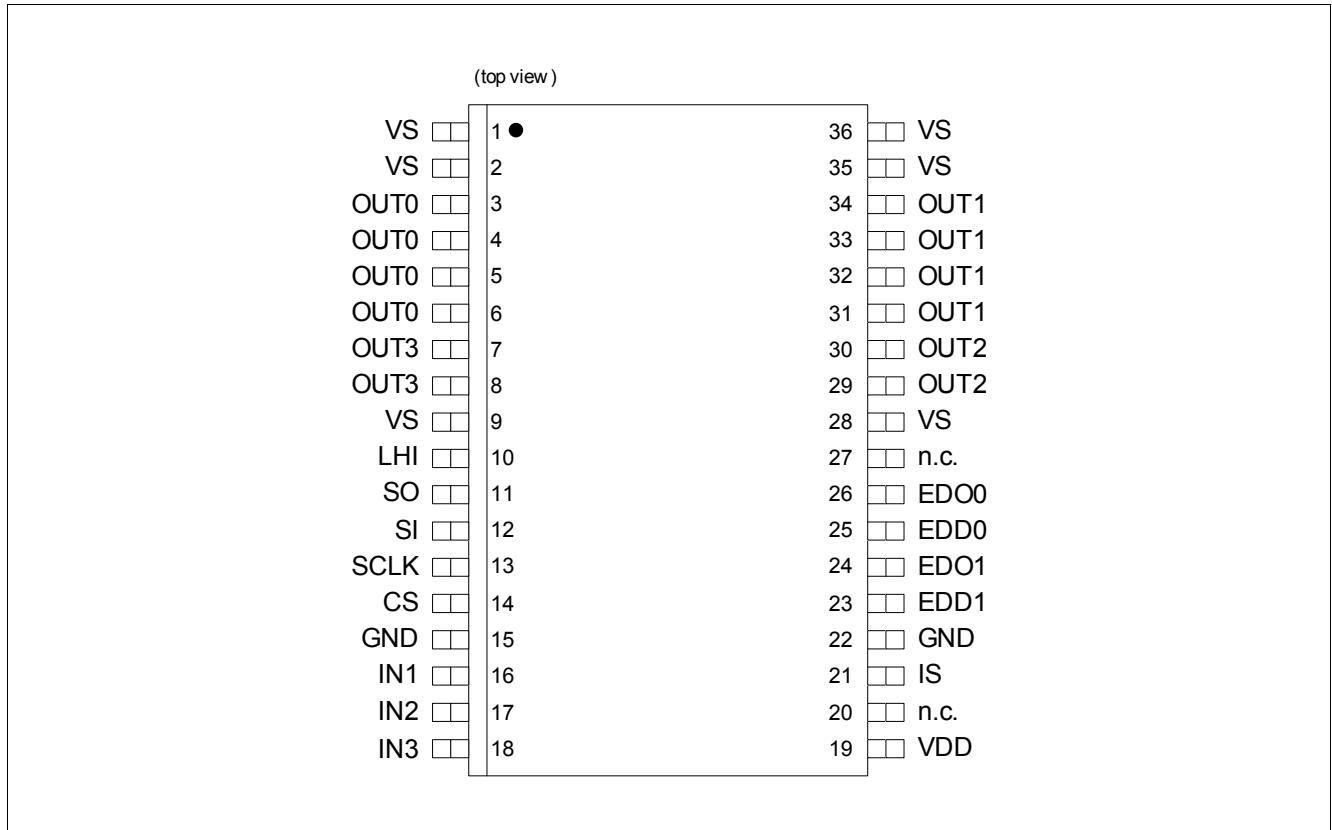 (top view)
VS 1 36 VS
VS 2 35 VS
OUT0 3 34 OUT1
OUT0 4 33 OUT1
OUT0 5 32 OUT1
OUT0 6 31 OUT1
OUT3 7 30 OUT2
OUT3 8 29 OUT2
VS 9 28 VS
LHI 10 27 n.c.
SO 11 26 EDO0
SI 12 25 EDD0
SCLK 13 24 EDO1
CS 14 23 EDD1
GND 15 22 GND
IN1 16 21 IS
IN2 17 20 n.c.
IN3 18 19 VDD